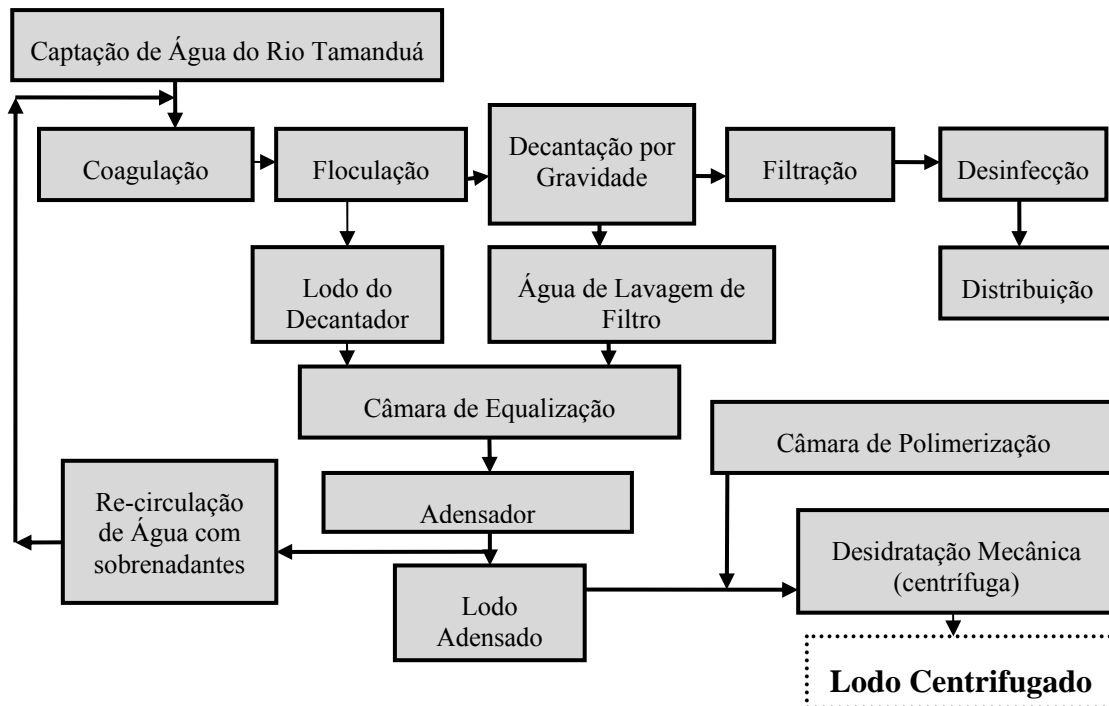 Captação de Água do Rio Tamanduá
Coagulação
Floculação
Decantação por
Gravidade
Filtração
Desinfecção
Lodo do
Decantador
Água de Lavagem de
Filtro
Distribuição
Câmara de Equalização
Câmara de Polimerização
Re-circulação
de Água com
sobrenadantes
Adensador
Desidratação Mecânica
(centrífuga)
Lodo
Adensado
Lodo Centrifugado